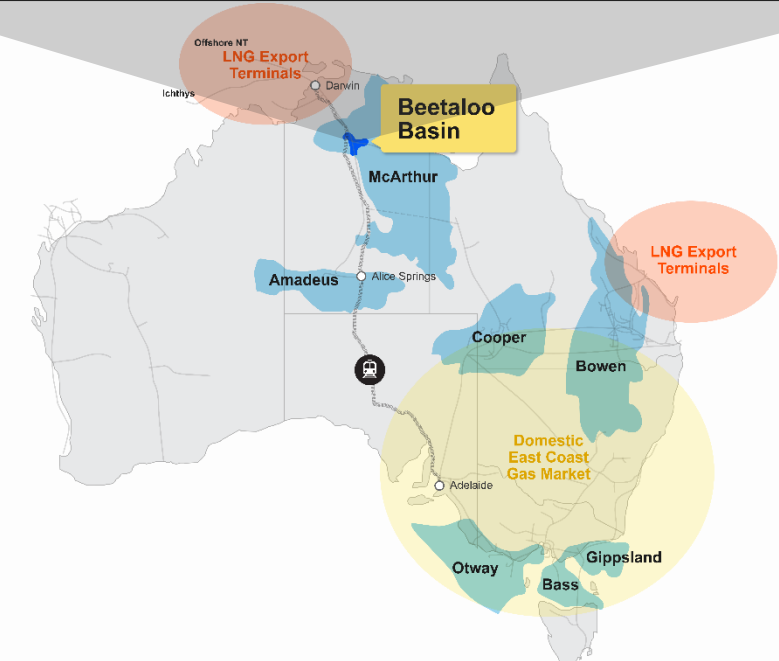 Offshore NT
LNG Export
Terminals
Ichthys
Darwin
Beetaloo
Basin
McArthur
LNG Export
Terminals
Amadeus
Alice Springs
Cooper
Bowen
Domestic
East Coast
Gas Market
Adelaide
Otway
Gippsland
Bass